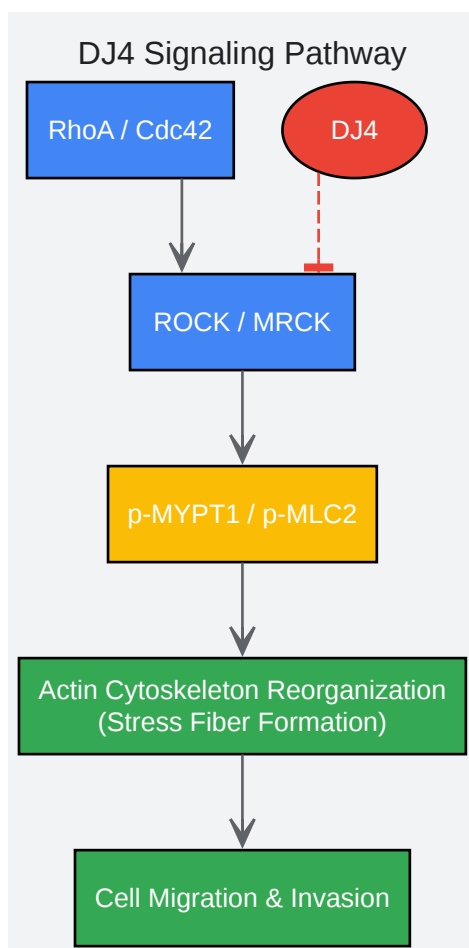 DJ4 Signaling Pathway
RhoA / Cdc42
DJ4
ROCK / MRCK
p-MYPT1 / p-MLC2
Actin Cytoskeleton Reorganization
(Stress Fiber Formation)
Cell Migration & Invasion